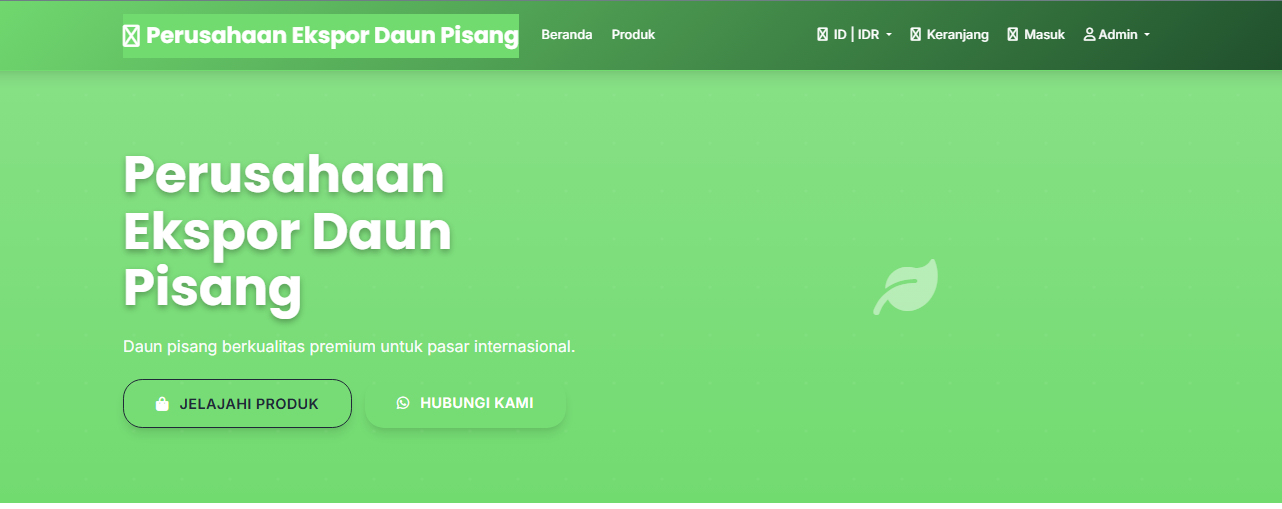 Perusahaan Ekspor Daun Pisang
Beranda
Produk
ID | IDR
Keranjang
Masuk
Admin
Perusahaan
Ekspor Daun
Pisang
Daun pisang berkualitas premium untuk pasar internasional.
JELAJAHI PRODUK
HUBUNGI KAMI